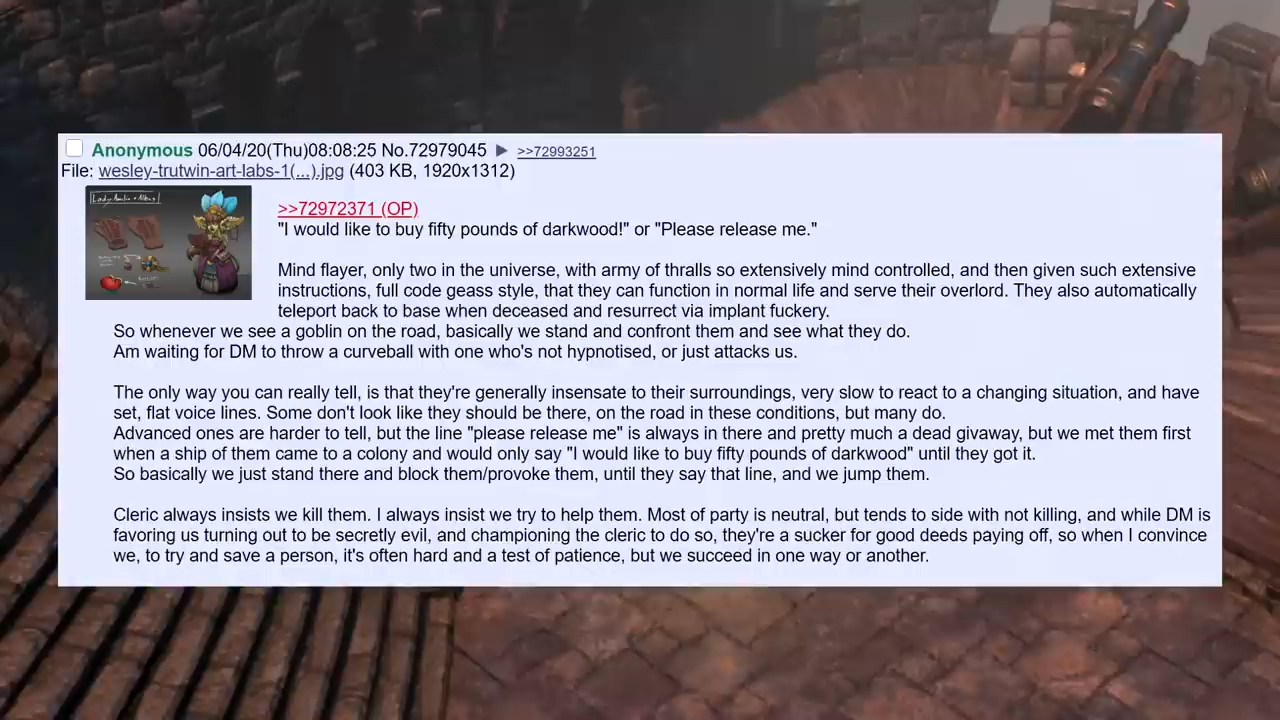 Anonymous 06/04/20(Thu)08:08:25 No.72979045 ▶ >>72993251
File: wesley-trutwin-art-labs-1(...).jpg (403 KB, 1920x1312)
>>72972371 (OP)
"I would like to buy fifty pounds of darkwood!" or "Please release me."
Mind flayer, only two in the universe, with army of thralls so extensively mind controlled, and then given such extensive
instructions, full code geass style, that they can function in normal life and serve their overlord. They also automatically
teleport back to base when deceased and resurrect via implant fuckery.
So whenever we see a goblin on the road, basically we stand and confront them and see what they do.
Am waiting for DM to throw a curveball with one who's not hypnotised, or just attacks us.
The only way you can really tell, is that they're generally insensate to their surroundings, very slow to react to a changing situation, and have
set, flat voice lines. Some don't look like they should be there, on the road in these conditions, but many do.
Advanced ones are harder to tell, but the line "please release me" is always in there and pretty much a dead givaway, but we met them first
when a ship of them came to a colony and would only say "I would like to buy fifty pounds of darkwood" until they got it.
So basically we just stand there and block them/provoke them, until they say that line, and we jump them.
Cleric always insists we kill them. I always insist we try to help them. Most of party is neutral, but tends to side with not killing, and while DM is
favoring us turning out to be secretly evil, and championing the cleric to do so, they're a sucker for good deeds paying off, so when I convince
we, to try and save a person, it's often hard and a test of patience, but we succeed in one way or another.